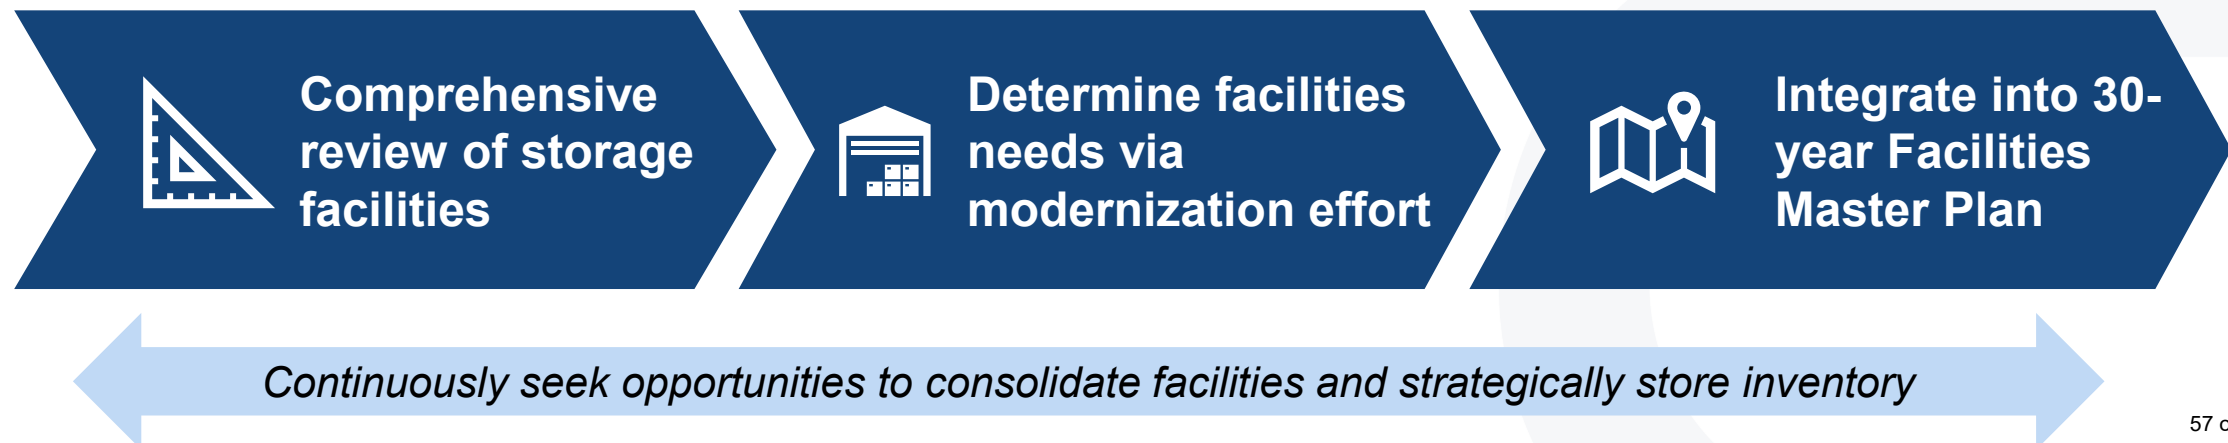 Comprehensive
review of storage
facilities
Determine facilities
needs via
modernization effort
Integrate into 30-
year Facilities
Master Plan
Continuously seek opportunities to consolidate facilities and strategically store inventory
57